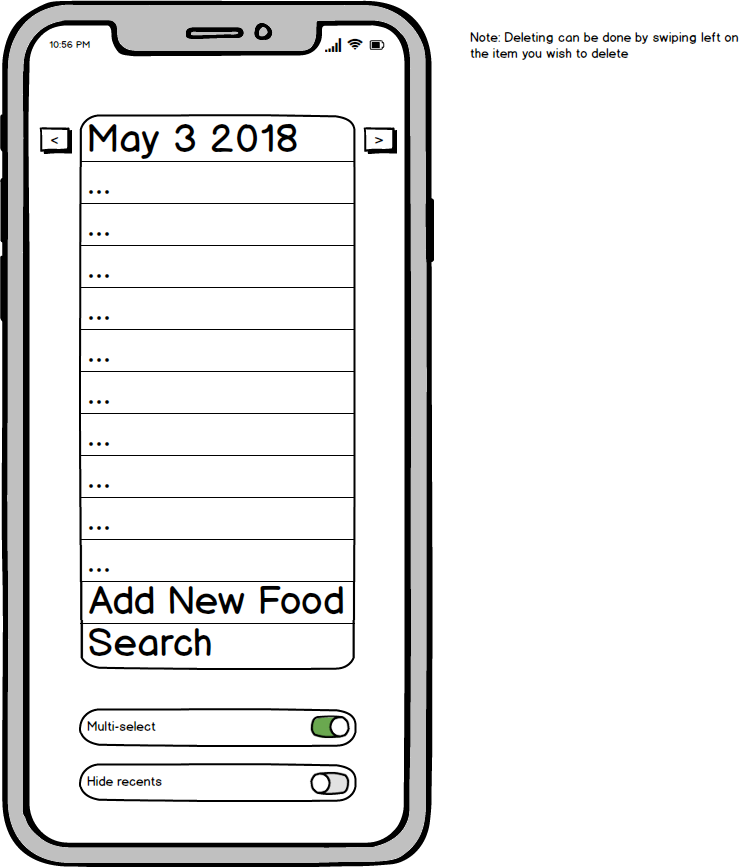 10:56 PM
Note: Deleting can be done by swiping left on
the item you wish to delete
<
May 3 2018
>
...
...
...
...
...
...
...
...
...
...
Add New Food
Search
Multi-select
Hide recents